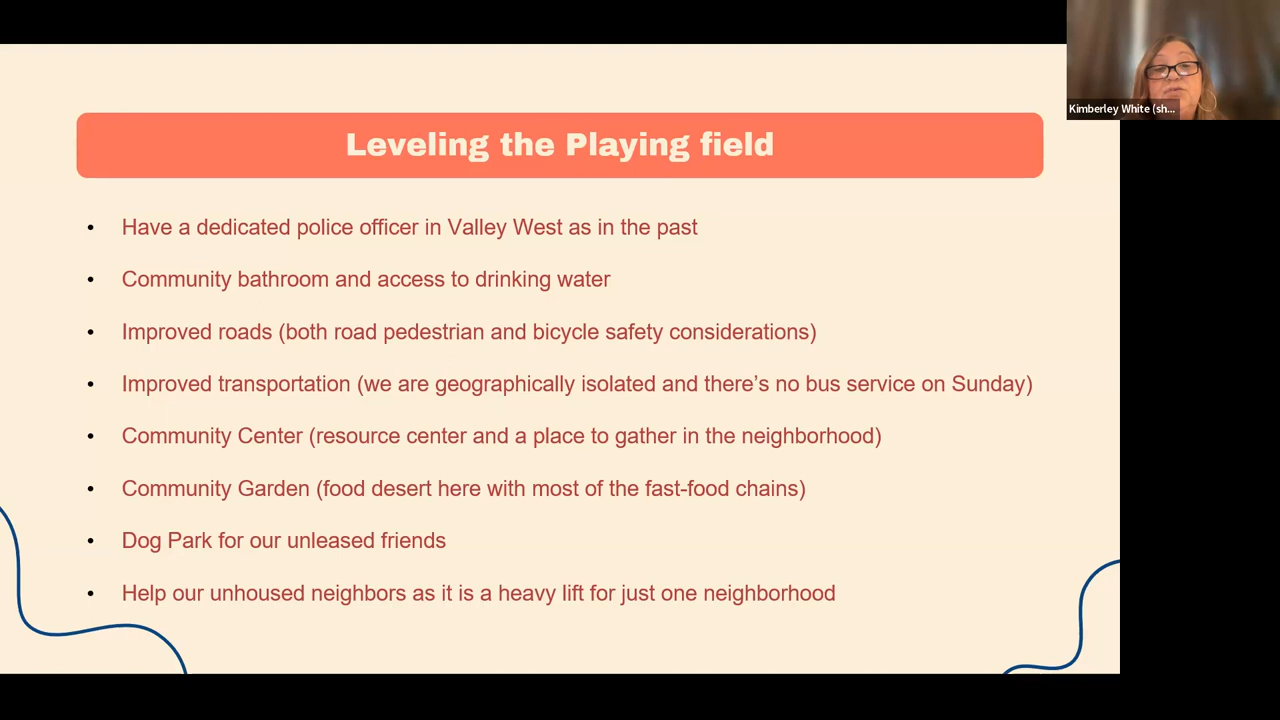 Leveling the Playing field
Kimberley White (sh...
• Have a dedicated police officer in Valley West as in the past
• Community bathroom and access to drinking water
• Improved roads (both road pedestrian and bicycle safety considerations)
• Improved transportation (we are geographically isolated and there's no bus service on Sunday)
• Community Center (resource center and a place to gather in the neighborhood)
• Community Garden (food desert here with most of the fast-food chains)
• Dog Park for our unleased friends
• Help our unhoused neighbors as it is a heavy lift for just one neighborhood